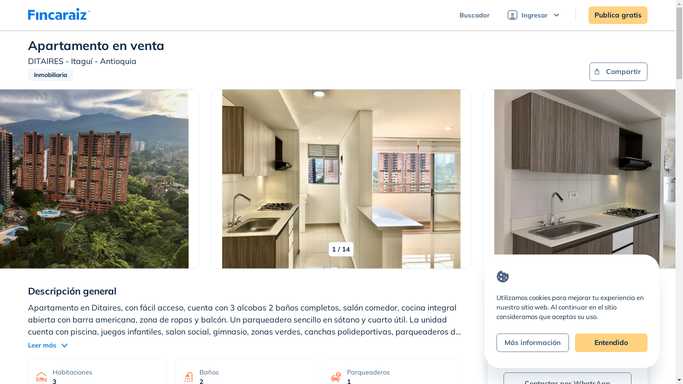 Fincaraiz
Buscador
Ingresar
Publica gratis
Apartamento en venta
DITAIRES - Itaguí - Antioquia
Inmobiliaria
Compartir
1 / 14
Descripción general
Apartamento en Ditaires, con fácil acceso, cuenta con 3 alcobas 2 baños completos, salón comedor, cocina integral
abierta con barra americana, zona de ropas y balcón. Un parqueadero sencillo en sótano y cuarto útil. La unidad
cuenta con piscina, juegos infantiles, salon social, gimnasio, zonas verdes, canchas polideportivas, parqueaderos d...
Leer más
Habitaciones
3
Baños
2
Parqueaderos
1
Utilizamos cookies para mejorar tu experiencia en
nuestro sitio web. Al continuar en el sitio
consideramos que aceptas su uso.
Más información
Entendido
Contactar por WhatsApp